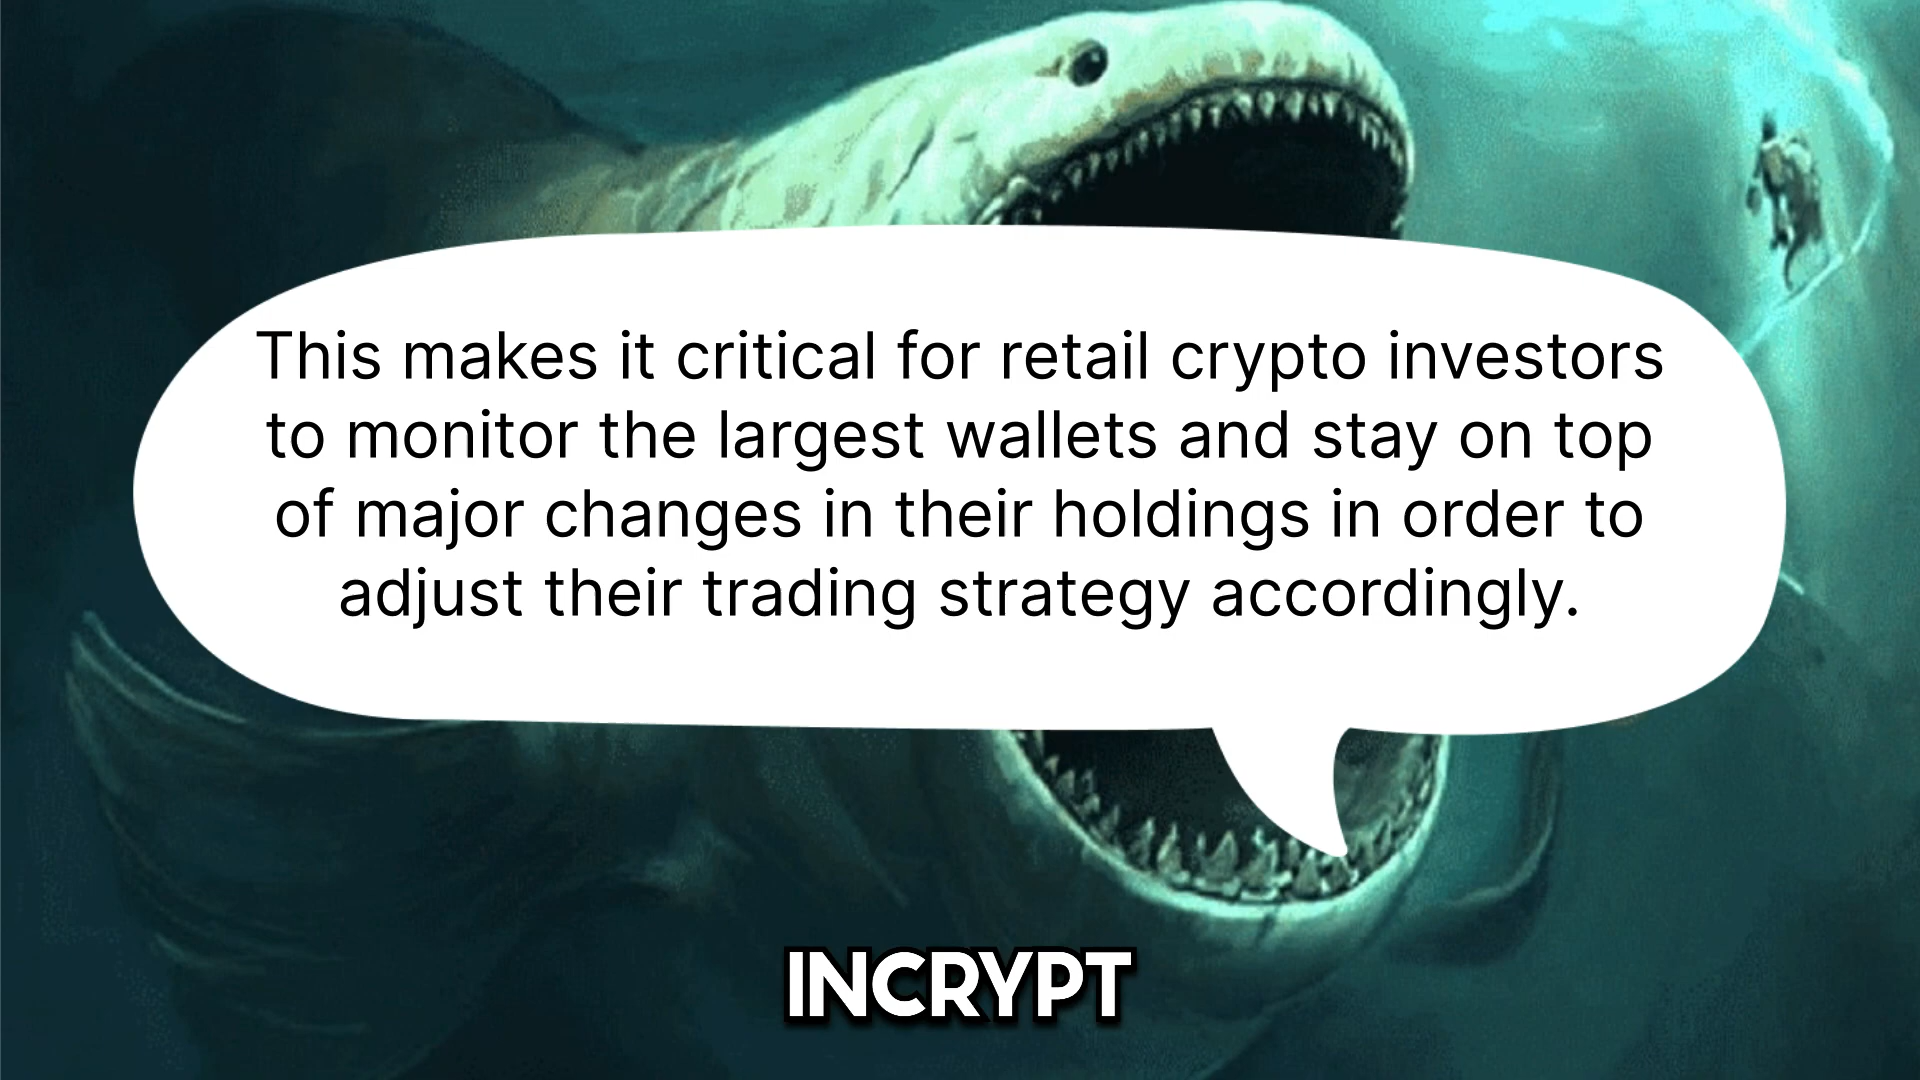 This makes it critical for retail crypto investors
to monitor the largest wallets and stay on top
of major changes in their holdings in order to
adjust their trading strategy accordingly.
INCRYPT